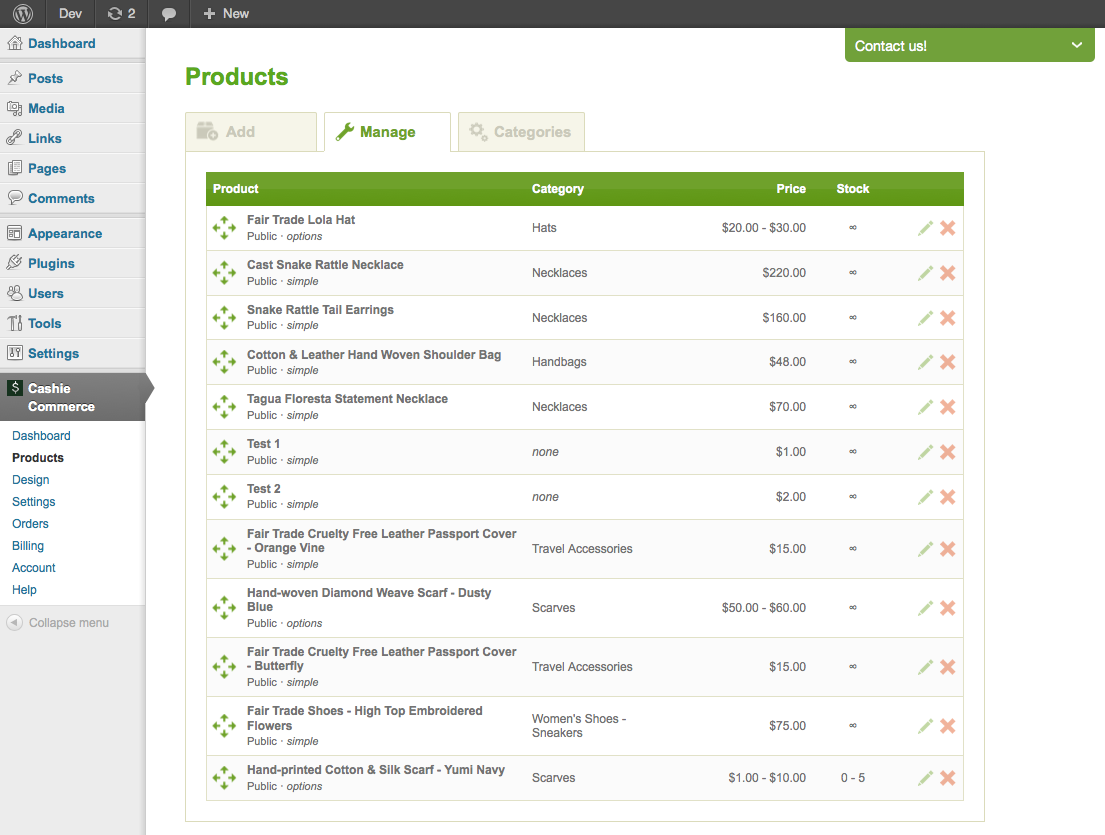 Dev 2 + New
Dashboard
Posts
Media
Links
Pages
Comments
Appearance
Plugins
Users
Tools
Settings
$ Cashie
Commerce
Dashboard
Products
Design
Settings
Orders
Billing
Account
Help
Collapse menu
Contact us!
Products
Add Manage Categories
Product Category Price Stock
Fair Trade Lola Hat
Public · options
Hats $20.00 - $30.00 ∞
Cast Snake Rattle Necklace
Public · simple
Necklaces $220.00 ∞
Snake Rattle Tail Earrings
Public · simple
Necklaces $160.00 ∞
Cotton & Leather Hand Woven Shoulder Bag
Public · simple
Handbags $48.00 ∞
Tagua Floresta Statement Necklace
Public · simple
Necklaces $70.00 ∞
Test 1
Public · simple
none $1.00 ∞
Test 2
Public · simple
none $2.00 ∞
Fair Trade Cruelty Free Leather Passport Cover
- Orange Vine
Public · simple
Travel Accessories $15.00 ∞
Hand-woven Diamond Weave Scarf - Dusty
Blue
Public · options
Scarves $50.00 - $60.00 ∞
Fair Trade Cruelty Free Leather Passport Cover
- Butterfly
Public · simple
Travel Accessories $15.00 ∞
Fair Trade Shoes - High Top Embroidered
Flowers
Public · simple
Women's Shoes -
Sneakers
$75.00 ∞
Hand-printed Cotton & Silk Scarf - Yumi Navy
Public · options
Scarves $1.00 - $10.00 0 - 5